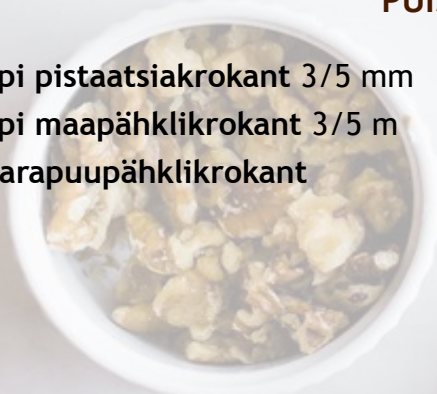 pi pistaatsiakrokant 3/5 mm
pi maapähklikrokant 3/5 m
arapuupähklikrokant